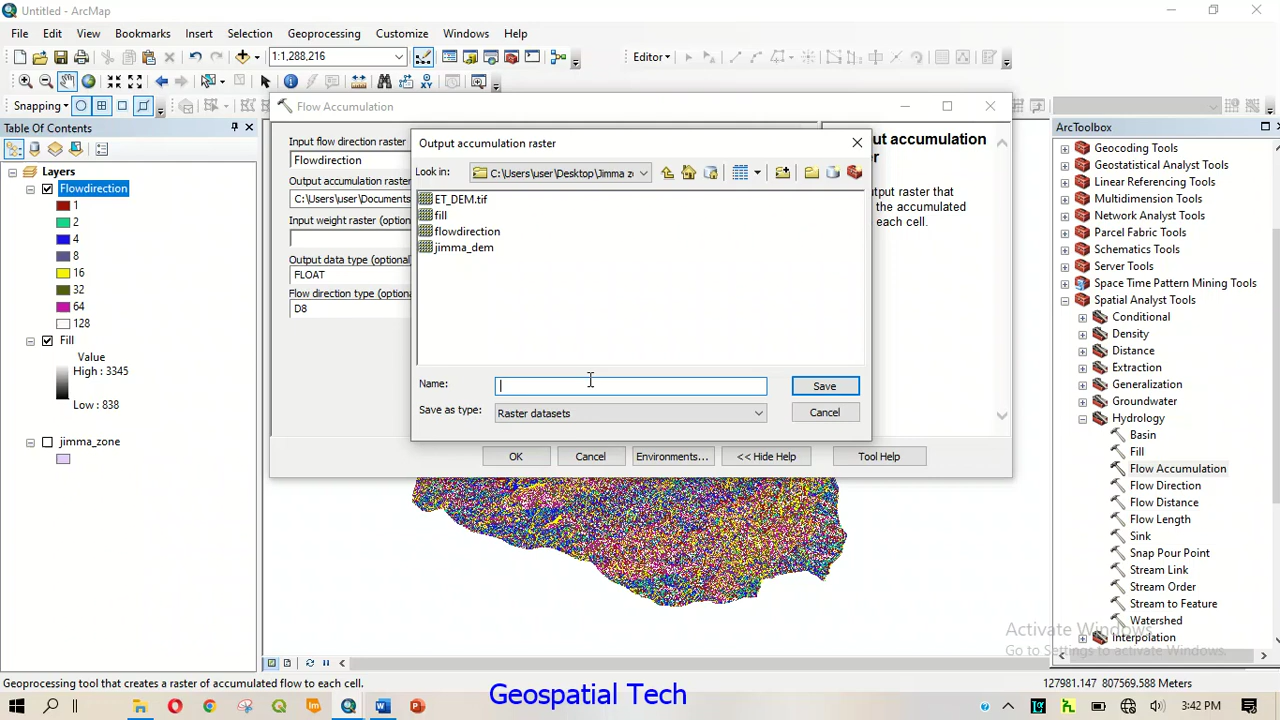 Untitled - ArcMap
File Edit View Bookmarks Insert Selection Geoprocessing Customize Windows Help
1:1,288,216
Editor
Snapping
Table Of Contents
Layers
Flowdirection
1
2
4
8
16
32
64
128
Fill
Value
High : 3345
Low : 838
jimma_zone
Flow Accumulation
Input flow direction raster
Flowdirection
Output accumulation raster
C:\Users\user\Documents
Input weight raster (optional
Output data type (optional
FLOAT
Flow direction type (optiona
D8
OK Cancel Environments... << Hide Help Tool Help
put accumulation
er
tput raster that
the accumulated
each cell.
Output accumulation raster
Look in: C:\Users\user\Desktop\Jimma z
ET_DEM.tif
fill
flowdirection
jimma_dem
Name: Save
Save as type: Raster datasets Cancel
ArcToolbox
Geocoding Tools
Geostatistical Analyst Tools
Linear Referencing Tools
Multidimension Tools
Network Analyst Tools
Parcel Fabric Tools
Schematics Tools
Server Tools
Space Time Pattern Mining Tools
Spatial Analyst Tools
Conditional
Density
Distance
Extraction
Generalization
Groundwater
Hydrology
Basin
Fill
Flow Accumulation
Flow Direction
Flow Distance
Flow Length
Sink
Snap Pour Point
Stream Link
Stream Order
Stream to Feature
Watershed
Interpolation
Activate Windows
Go to Settings to activate Windows.
Geoprocessing tool that creates a raster of accumulated flow to each cell.
127981.147 807569.588 Meters
Geospatial Tech
3:42 PM